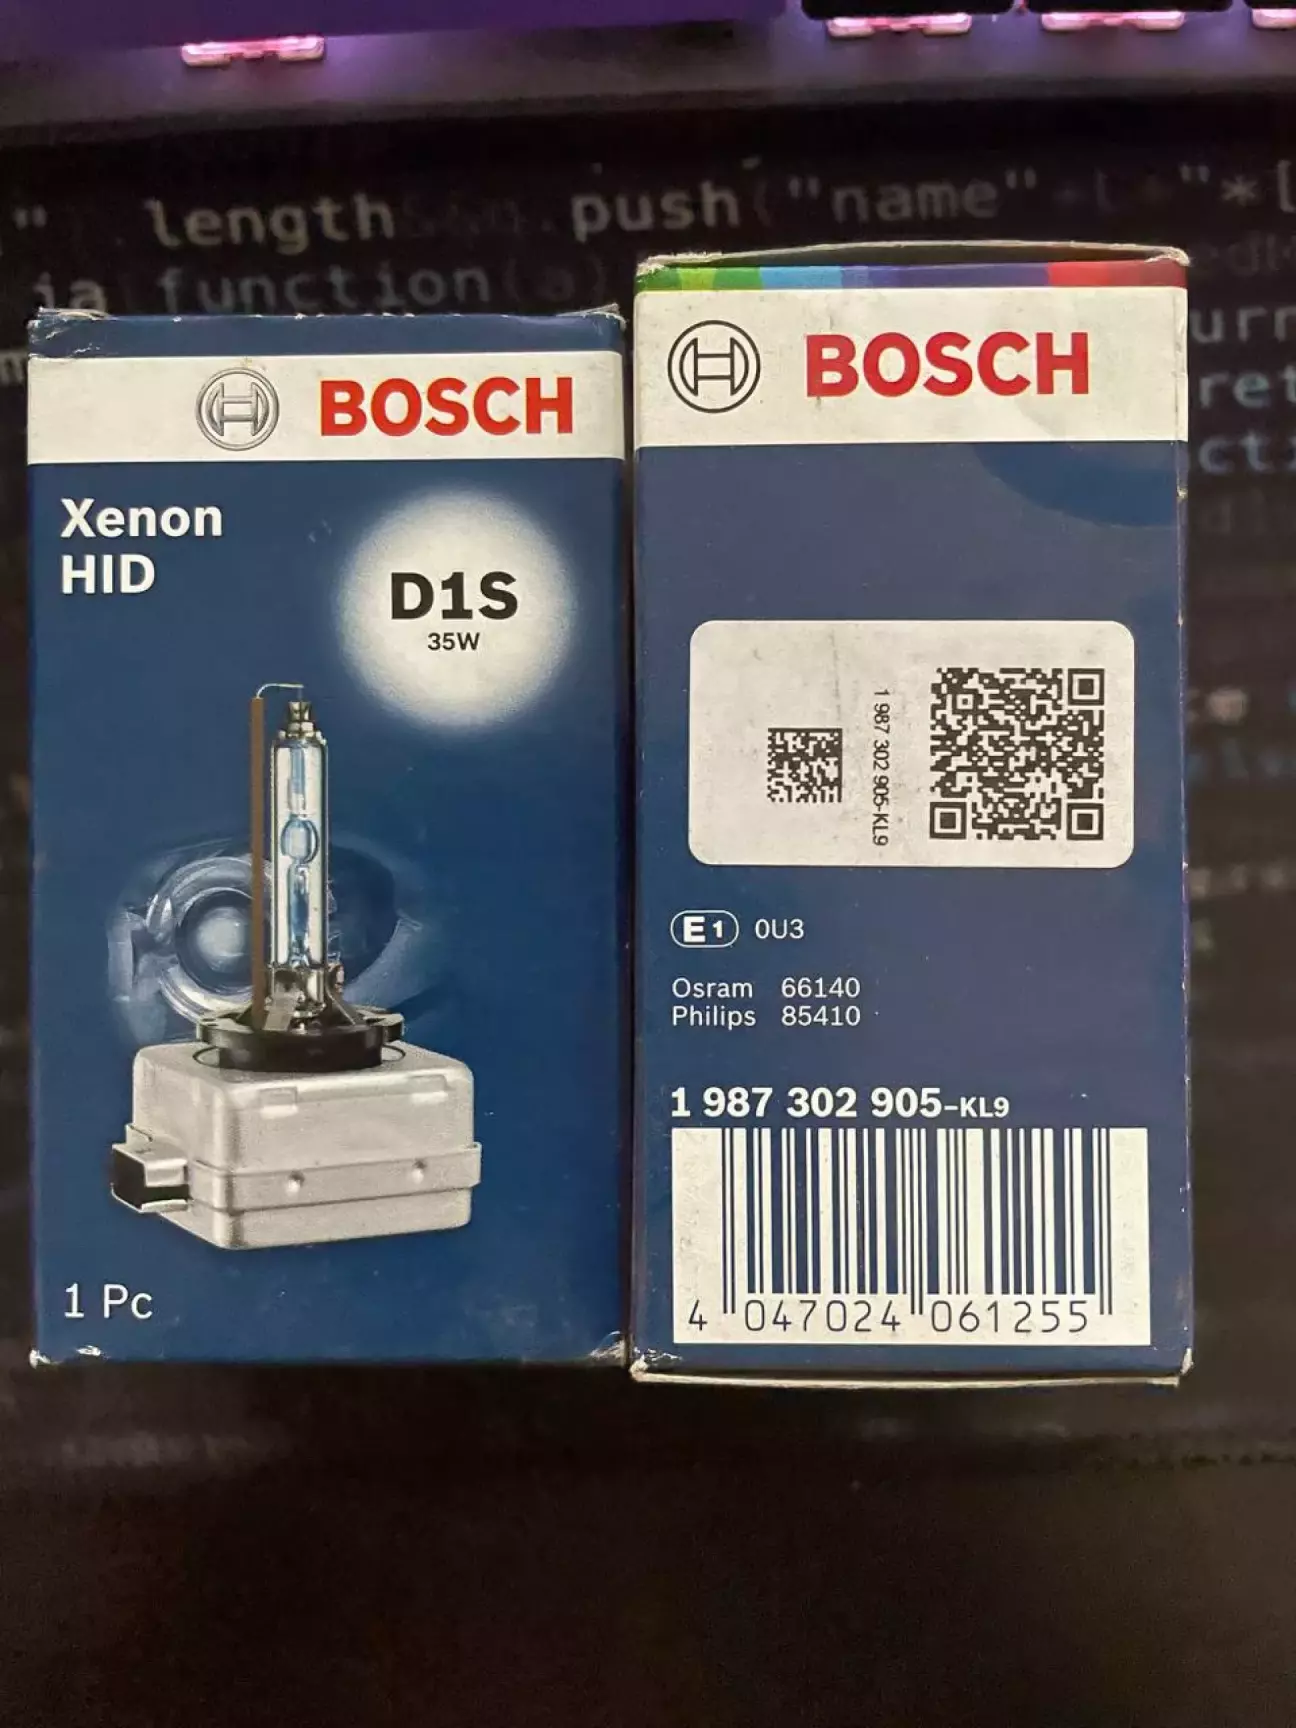 length
push("name"
function(a)
BOSCH
Xenon
HID
D1S
35W
1 Pc
BOSCH
1 987 302 905-KL9
E1 0U3
Osram 66140
Philips 85410
1 987 302 905-KL9
4 047024 061255